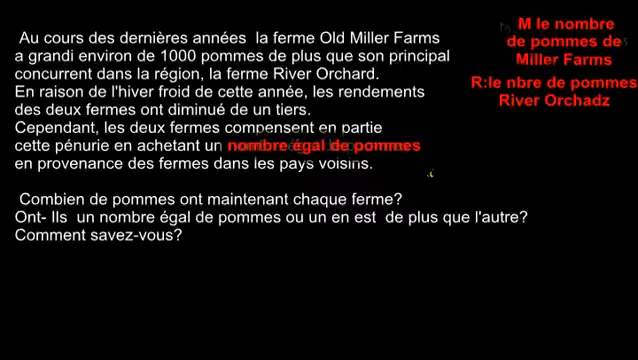 Au cours des dernières années la ferme Old Miller Farms
a grandi environ de 1000 pommes de plus que son principal
concurrent dans la région, la ferme River Orchard.
En raison de l'hiver froid de cette année, les rendements
des deux fermes ont diminué de un tiers.
Cependant, les deux fermes compensent en partie
cette pénurie en achetant un nombre égal de pommes
en provenance des fermes dans les pays voisins.
Combien de pommes ont maintenant chaque ferme?
Ont- Ils un nombre égal de pommes ou un en est de plus que l'autre?
Comment savez-vous?
M le nombre
de pommes de
Miller Farms
R:le nbre de pommes
River Orchadz